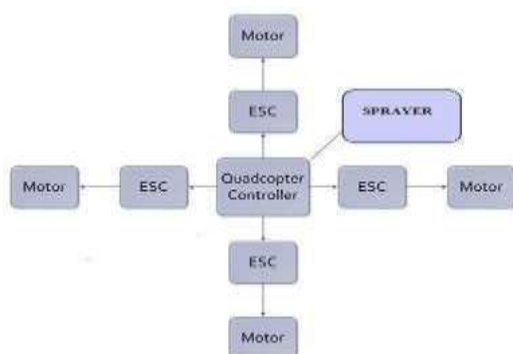 Motor
ESC
SPRAYER
Motor
ESC
Quadcopter
Controller
ESC
Motor
ESC
Motor